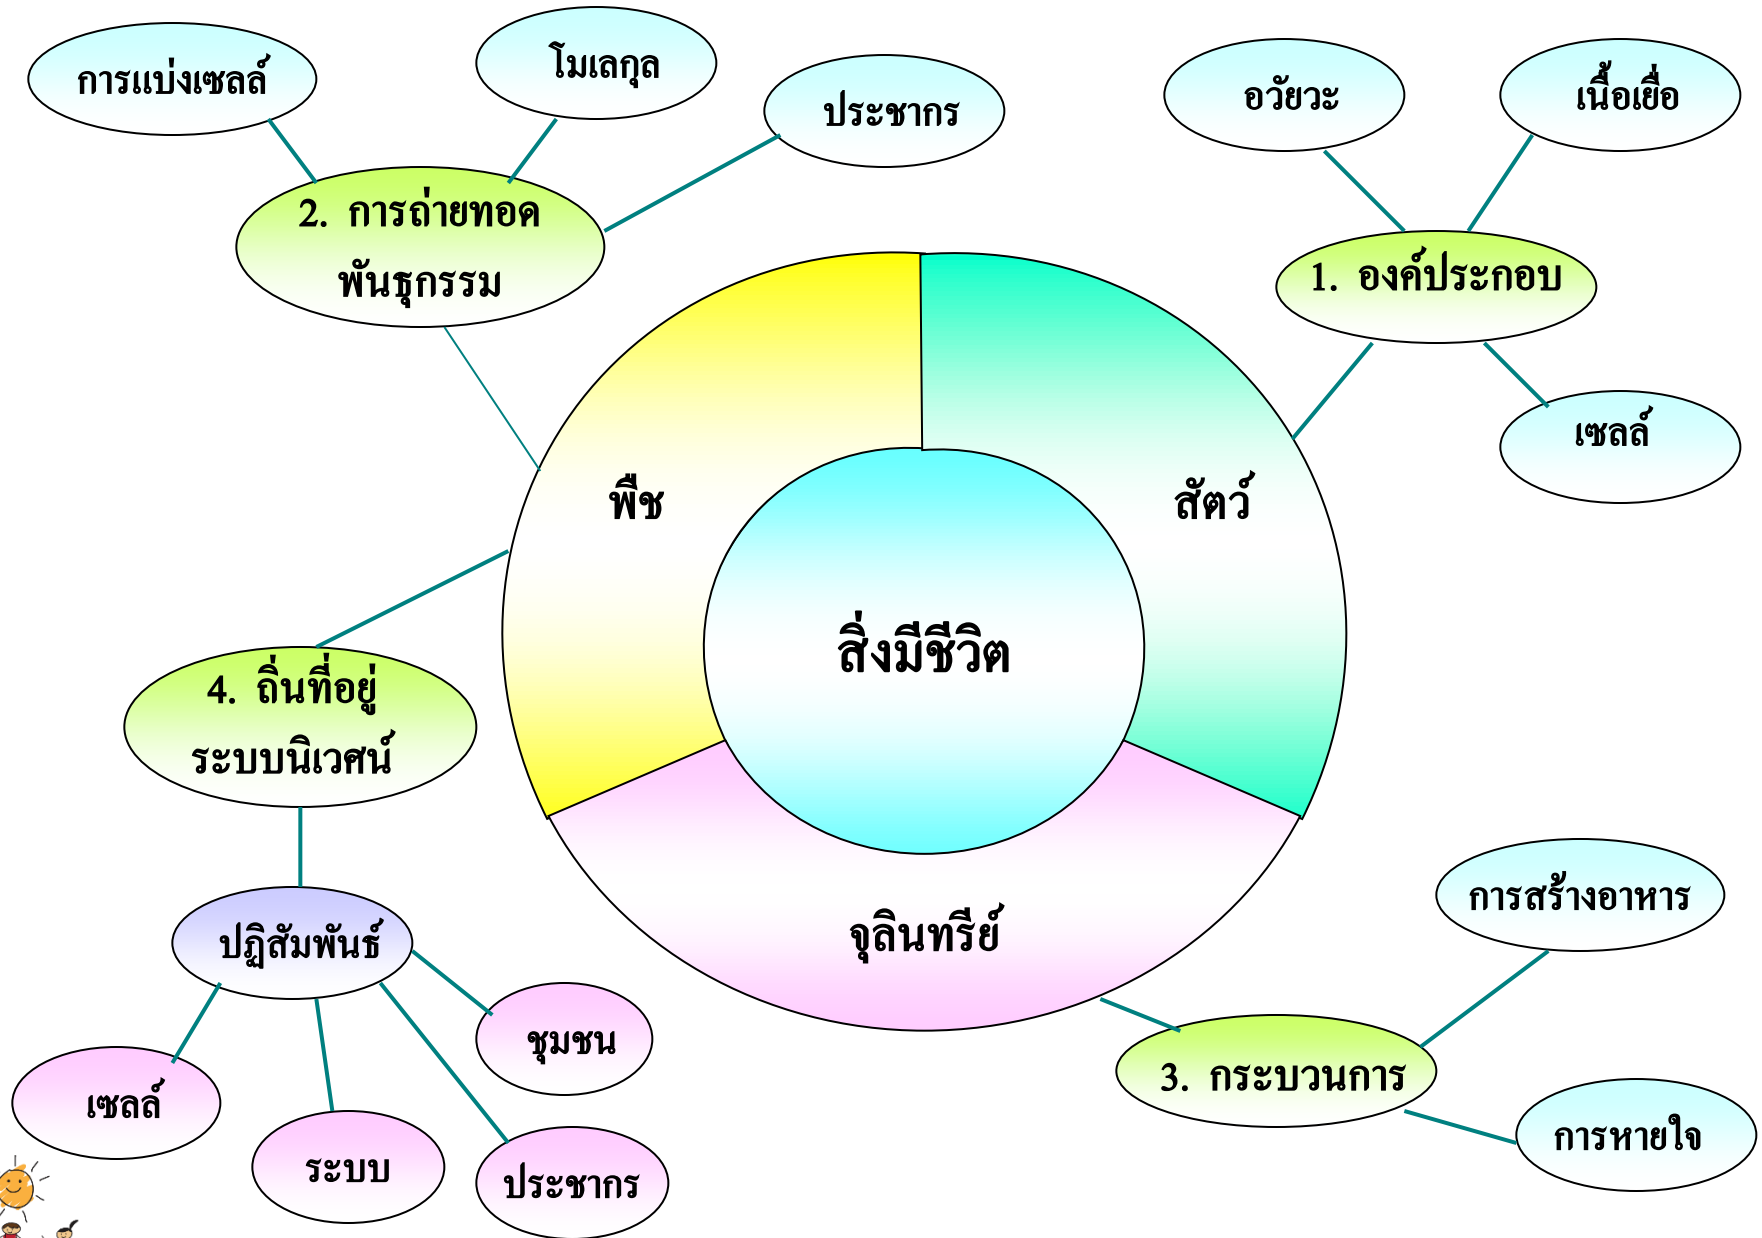 การแบ่งเซลล์
โมเลกุล
ประชากร
2. การถ่ายทอด
พันธุกรรม
อวัยวะ
เนื้อเยื่อ
1. องค์ประกอบ
เซลล์
พืช
สัตว์
สิ่งมีชีวิต
จุลินทรีย์
4. ถิ่นที่อยู่
ระบบนิเวศน์
ปฏิสัมพันธ์
ชุมชน
เซลล์
ระบบ
ประชากร
การสร้างอาหาร
3. กระบวนการ
การหายใจ